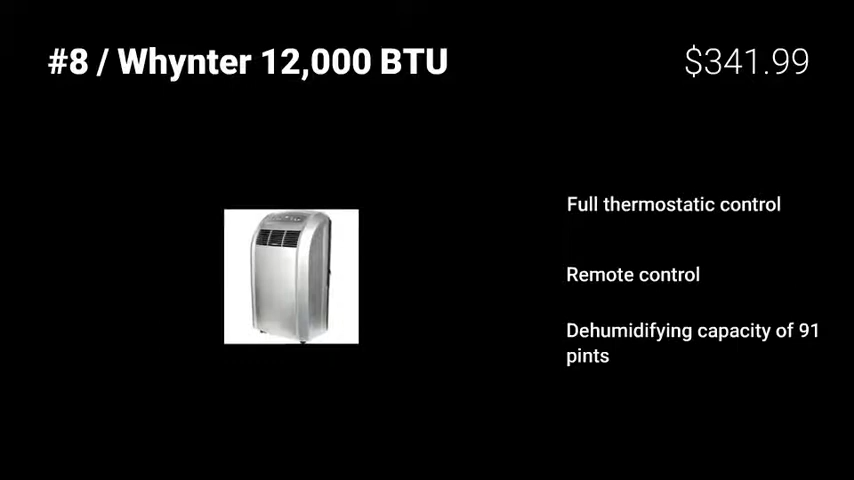 #8 / Whynter 12,000 BTU
$341.99
Full thermostatic control
Remote control
Dehumidifying capacity of 91
pints